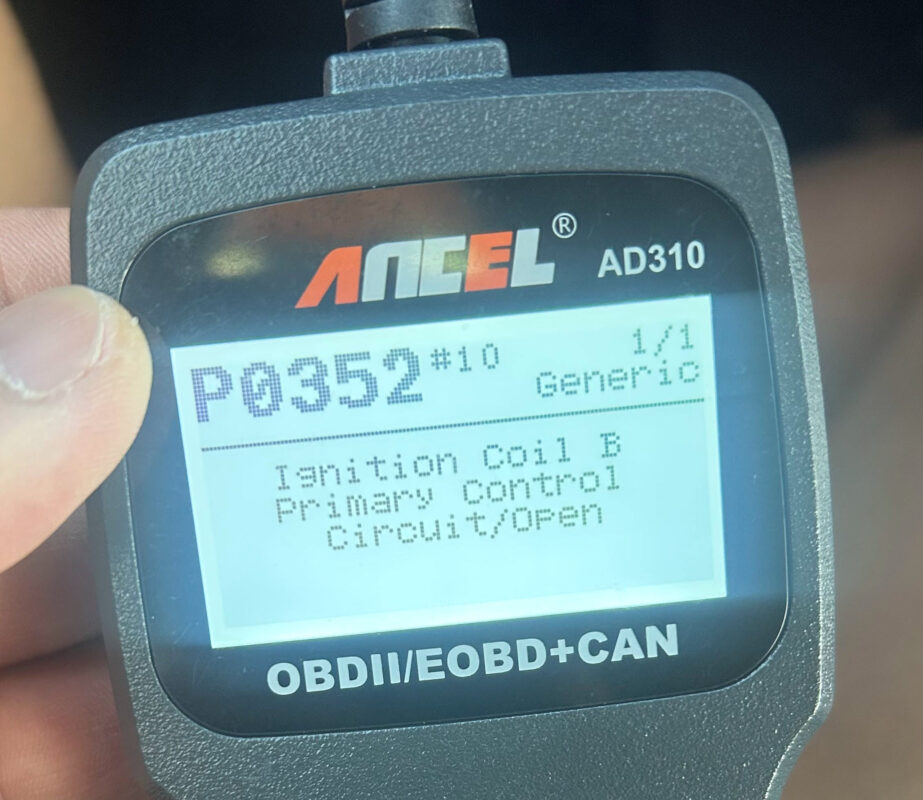 ANCEL® AD310
P0352 #10 1/1
Generic
Ignition Coil B
Primary Control
Circuit/Open
OBDII/EOBD+CAN